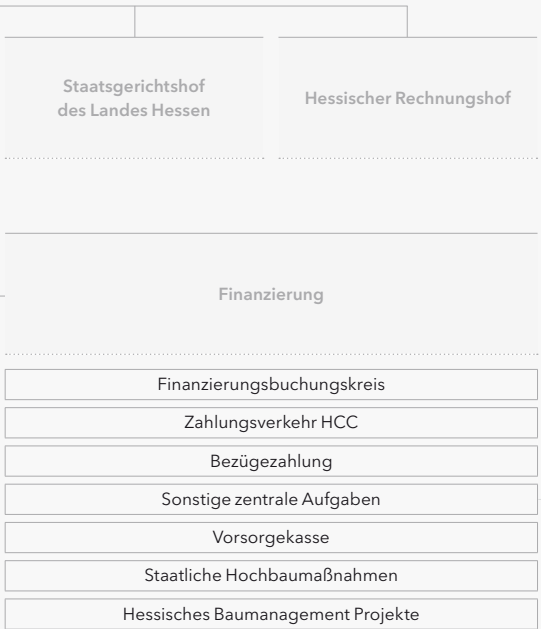 Staatsgerichtshof
des Landes Hessen
Hessischer Rechnungshof
Finanzierung
Finanzierungsbuchungskreis
Zahlungsverkehr HCC
Bezügezahlung
Sonstige zentrale Aufgaben
Vorsorgekasse
Staatliche Hochbaumaßnahmen
Hessisches Baumanagement Projekte